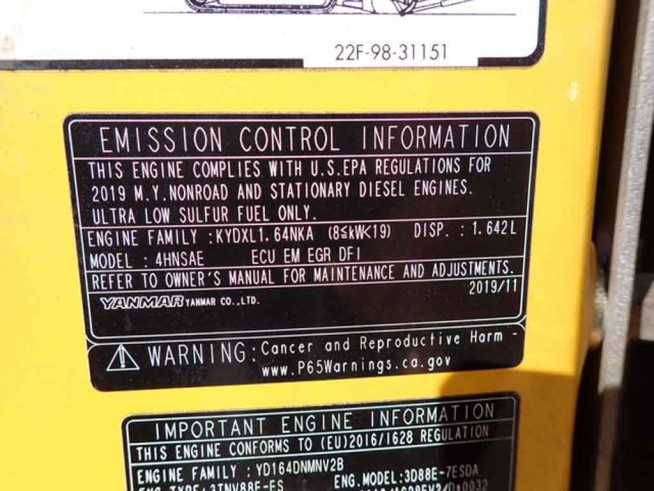 22F-98-31151
EMISSION CONTROL INFORMATION
THIS ENGINE COMPLIES WITH U.S.EPA REGULATIONS FOR
2019 M.Y.NONROAD AND STATIONARY DIESEL ENGINES.
ULTRA LOW SULFUR FUEL ONLY.
ENGINE FAMILY :KYDXL1.64NKA (8≤kW<19) DISP. : 1.642L
MODEL : 4HNSAE ECU EM EGR DFI
REFER TO OWNER'S MANUAL FOR MAINTENANCE AND ADJUSTMENTS.
YANMAR YANMAR CO.,LTD. 2019/11
WARNING: Cancer and Reproductive Harm -
www.P65Warnings.ca.gov
IMPORTANT ENGINE INFORMATION
THIS ENGINE CONFORMS TO (EU)2016/1628 REGULATION
ENGINE FAMILY : YD164DNMNV2B
ENG.MODEL: 3D88E-7ESDA
ENG.TYPE: 3TNV88F-ES